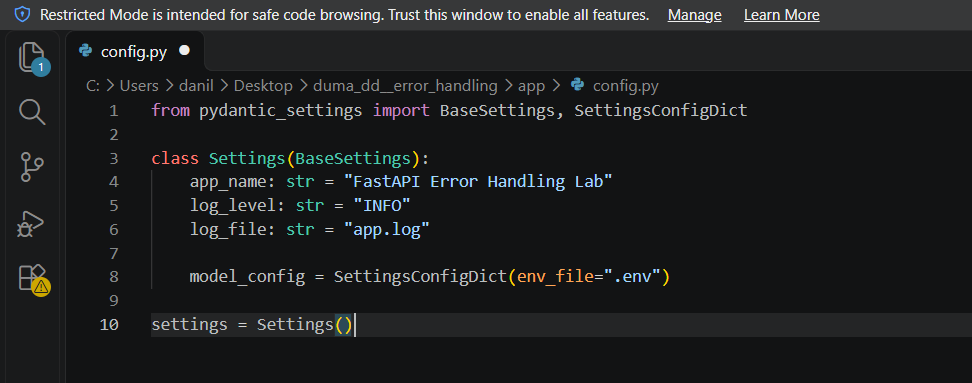 Restricted Mode is intended for safe code browsing. Trust this window to enable all features. Manage Learn More
config.py
1
C: > Users > danil > Desktop > duma_dd__error_handling > app > config.py
1 from pydantic_settings import BaseSettings, SettingsConfigDict
2
3 class Settings(BaseSettings):
4     app_name: str = "FastAPI Error Handling Lab"
5     log_level: str = "INFO"
6     log_file: str = "app.log"
7
8     model_config = SettingsConfigDict(env_file=".env")
9
10 settings = Settings()